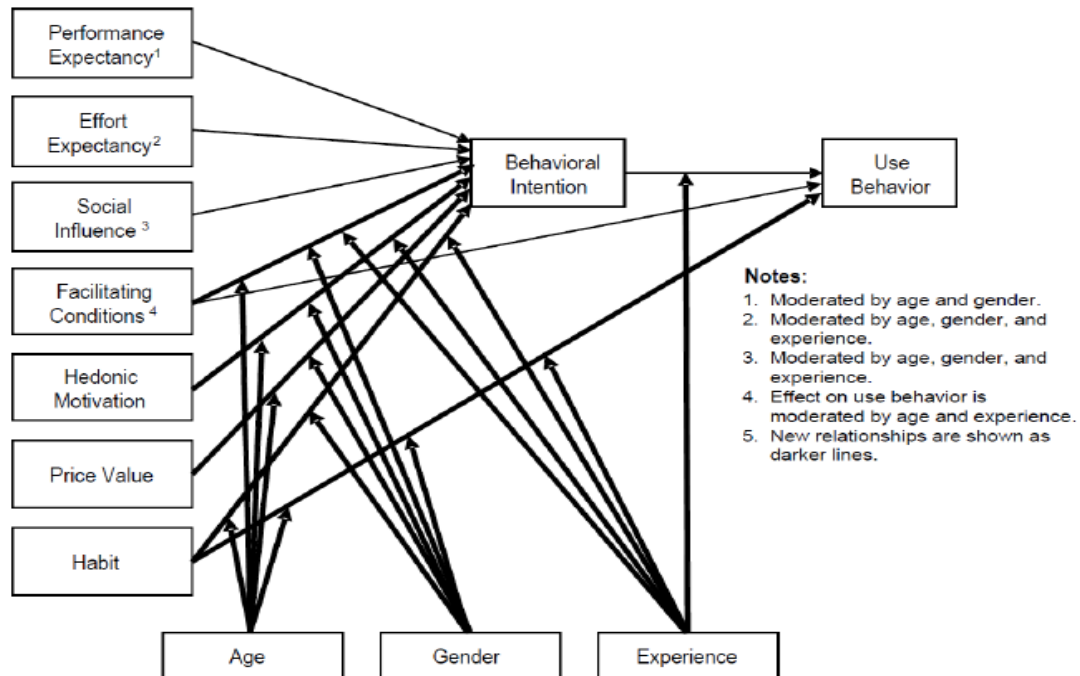 Performance
Expectancy¹
Effort
Expectancy²
Social
Influence ³
Facilitating
Conditions ⁴
Hedonic
Motivation
Price Value
Habit
Behavioral
Intention
Use
Behavior
Notes:
1. Moderated by age and gender.
2. Moderated by age, gender, and
experience.
3. Moderated by age, gender, and
experience.
4. Effect on use behavior is
moderated by age and experience.
5. New relationships are shown as
darker lines.
Age
Gender
Experience